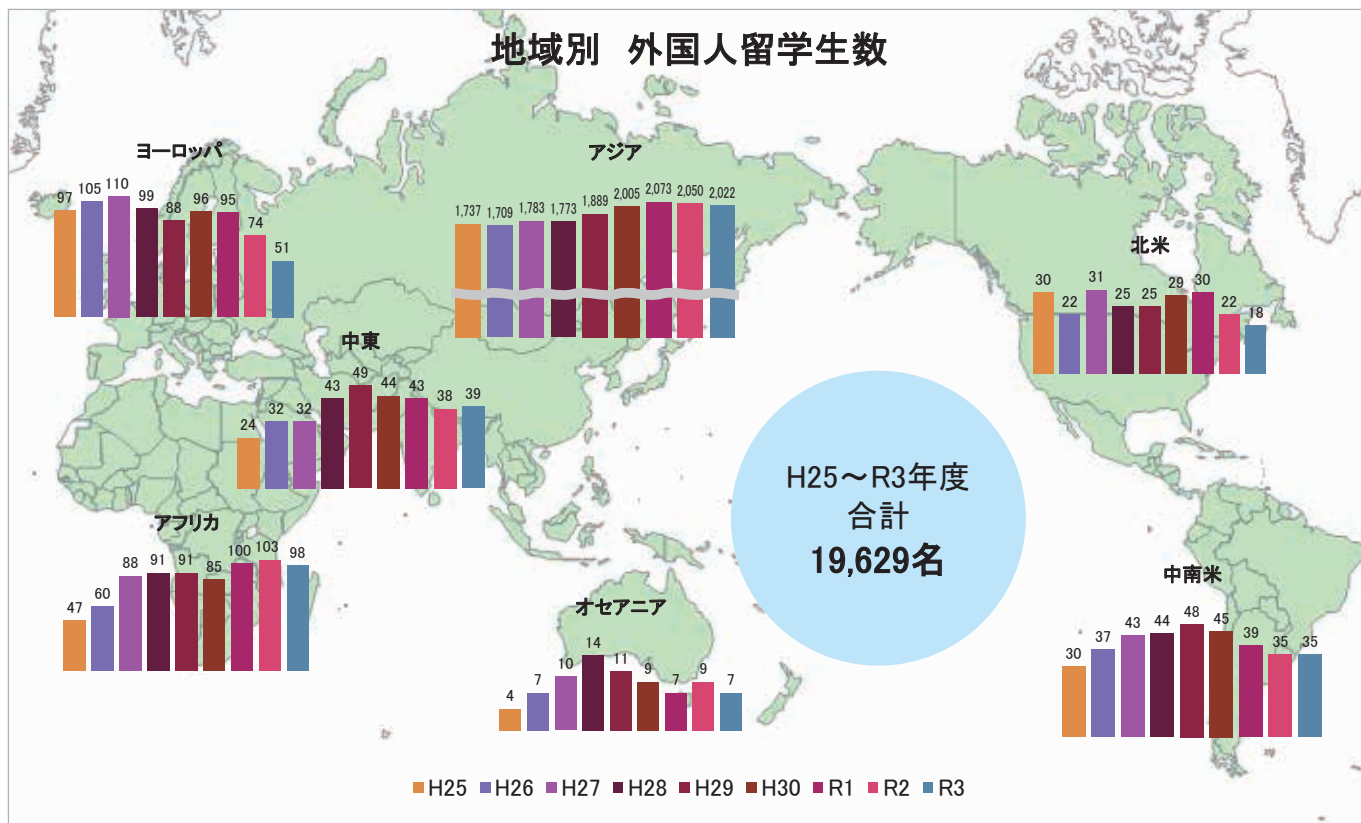 地域別 外国人留学生数
ヨーロッパ
97 105 110 99 88 96 95 74 51
アジア
1,737 1,709 1,783 1,773 1,889 2,005 2,073 2,050 2,022
北米
30 22 31 25 25 29 30 22 18
中東
24 32 32 43 49 44 43 38 39
H25～R3年度
合計
19,629名
アフリカ
47 60 88 91 91 85 100 103 98
オセアニア
4 7 10 14 11 9 7 9 7
中南米
30 37 43 44 48 45 39 35 35
H25 H26 H27 H28 H29 H30 R1 R2 R3